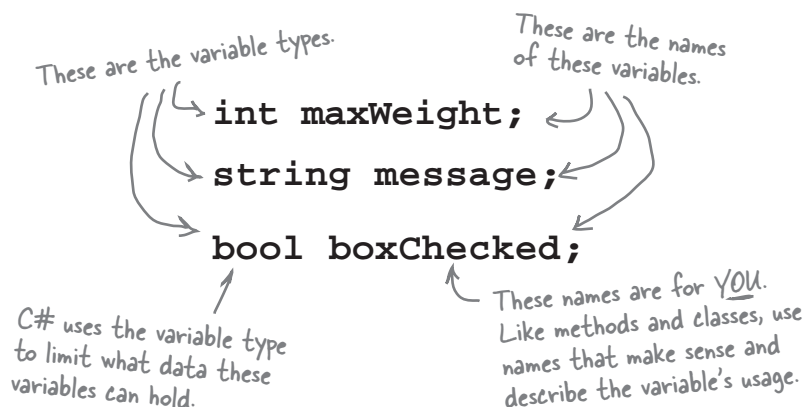 These are the variable types.
These are the names
of these variables.
int maxWeight;
string message;
bool boxChecked;
C# uses the variable type
to limit what data these
variables can hold.
These names are for YOU.
Like methods and classes, use
names that make sense and
describe the variable's usage.